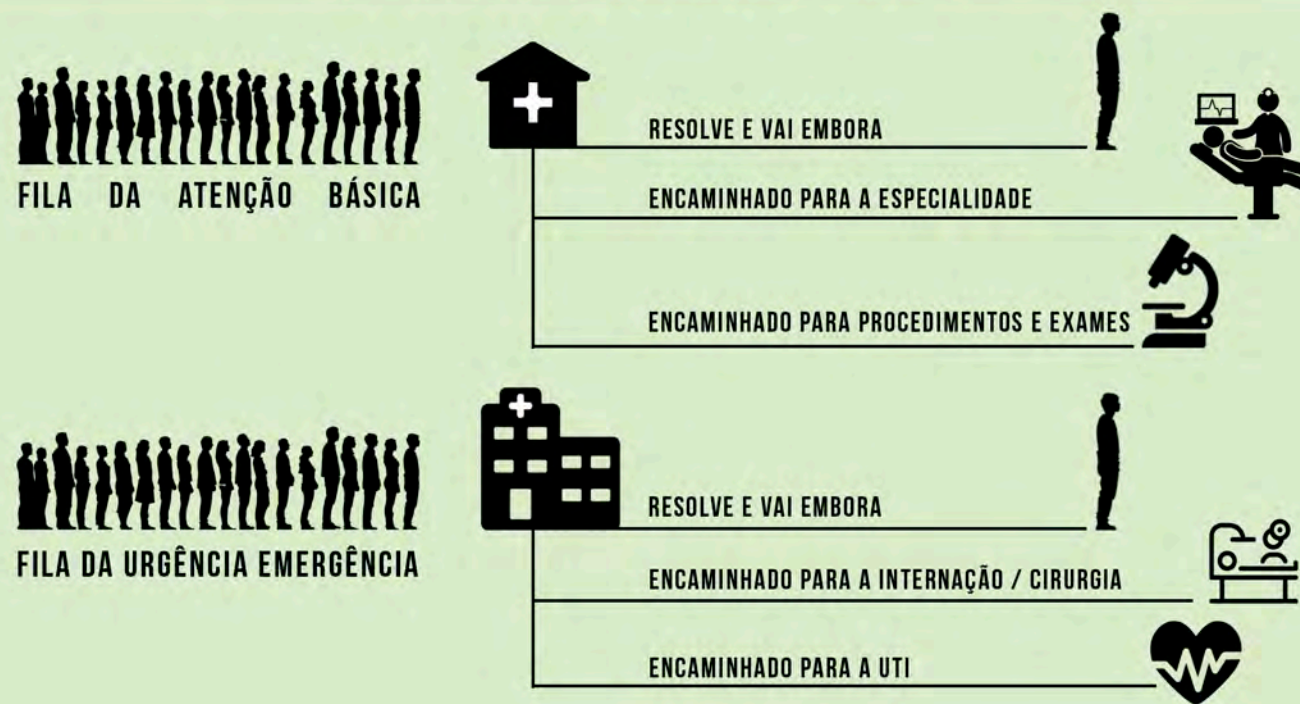 RESOLVE E VAI EMBORA
FILA DA ATENÇÃO BÁSICA
ENCAMINHADO PARA A ESPECIALIDADE
ENCAMINHADO PARA PROCEDIMENTOS E EXAMES
RESOLVE E VAI EMBORA
FILA DA URGÊNCIA EMERGÊNCIA
ENCAMINHADO PARA A INTERNAÇÃO / CIRURGIA
ENCAMINHADO PARA A UTI